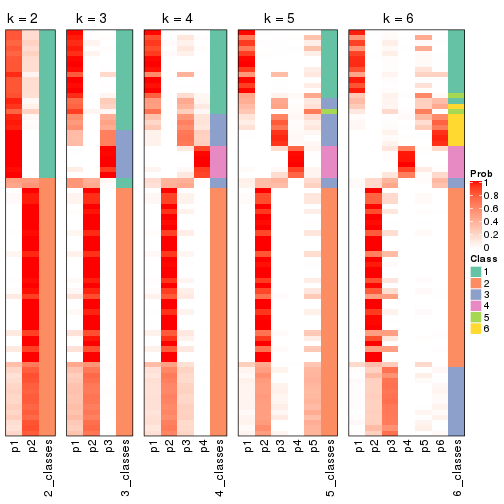 k = 2
k = 3
k = 4
k = 5
k = 6
p1
p2
2_classes
p1
p2
p3
3_classes
p1
p2
p3
p4
4_classes
p1
p2
p3
p4
p5
5_classes
p1
p2
p3
p4
p5
p6
6_classes
Prob
1
0.8
0.6
0.4
0.2
0
Class
1
2
3
4
5
6